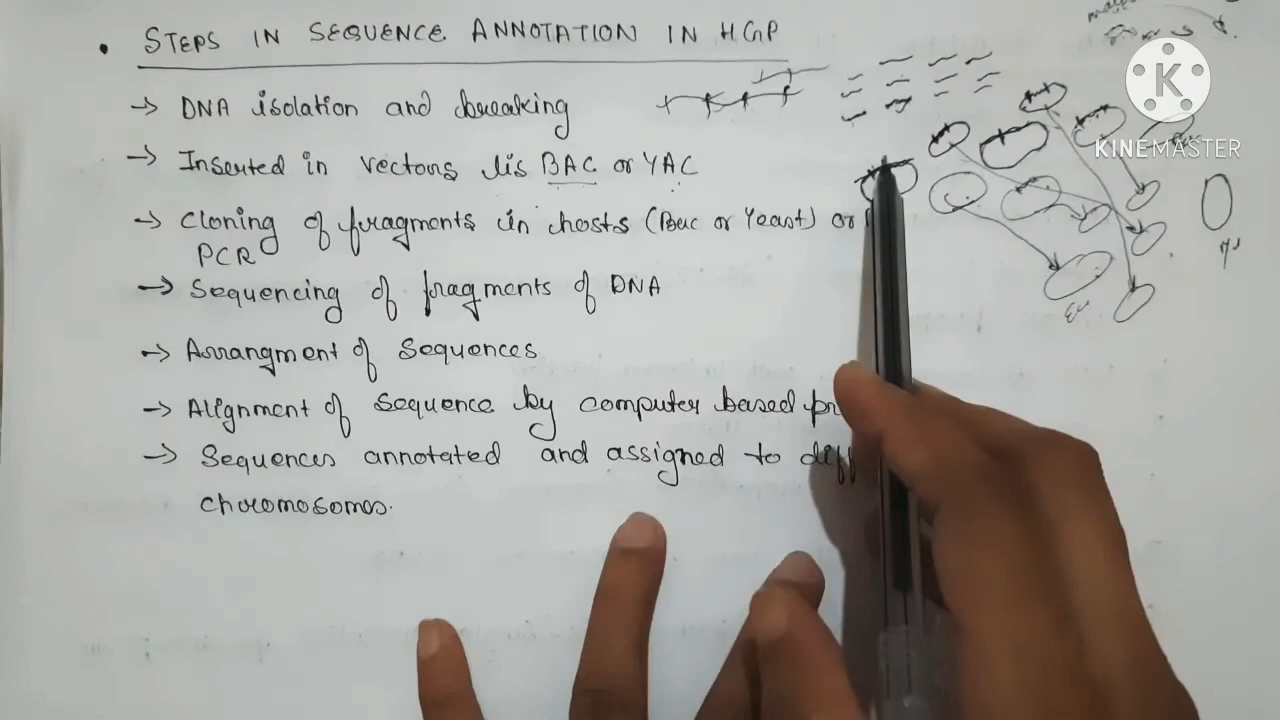 • STEPS IN SEQUENCE ANNOTATION IN HGP
→ DNA isolation and breaking
→ Inserted in vectors BAC or YAC
→ Cloning of fragments in hosts (Bac or Yeast) or
PCR
→ Sequencing of fragments of DNA
→ Arrangment of Sequences
→ Alignment of sequence by computer based
→ Sequences annotated and assigned to diff
chromosomes.
K
KINEMASTER